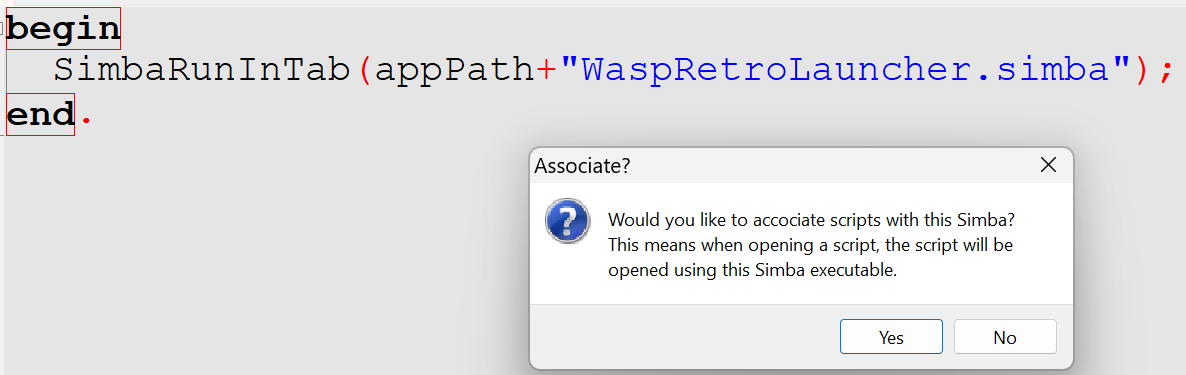 begin
SimbaRunInTab(appPath+"WaspRetroLauncher.simba");
end.
Associate?
Would you like to accociate scripts with this Simba?
This means when opening a script, the script will be
opened using this Simba executable.
Yes
No